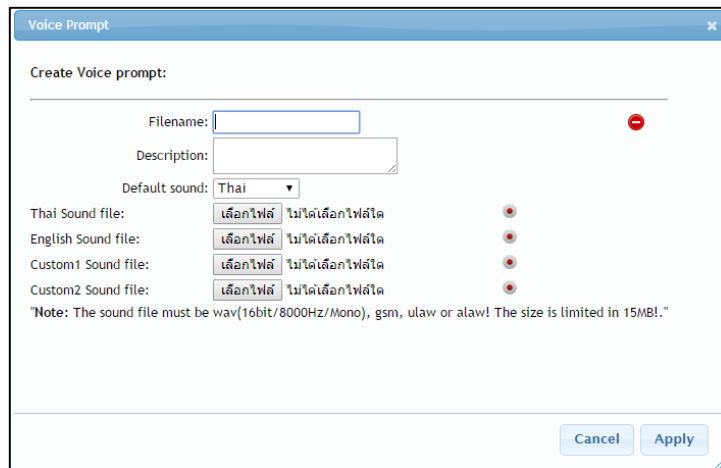 Voice Prompt
Create Voice prompt:
Filename:
Description:
Default sound: Thai
Thai Sound file: เลือกไฟล์ ไม่ได้เลือกไฟล์ใด
English Sound file: เลือกไฟล์ ไม่ได้เลือกไฟล์ใด
Custom1 Sound file: เลือกไฟล์ ไม่ได้เลือกไฟล์ใด
Custom2 Sound file: เลือกไฟล์ ไม่ได้เลือกไฟล์ใด
"Note: The sound file must be wav(16bit/8000Hz/Mono), gsm, ulaw or alaw! The size is limited in 15MB!."
Cancel Apply